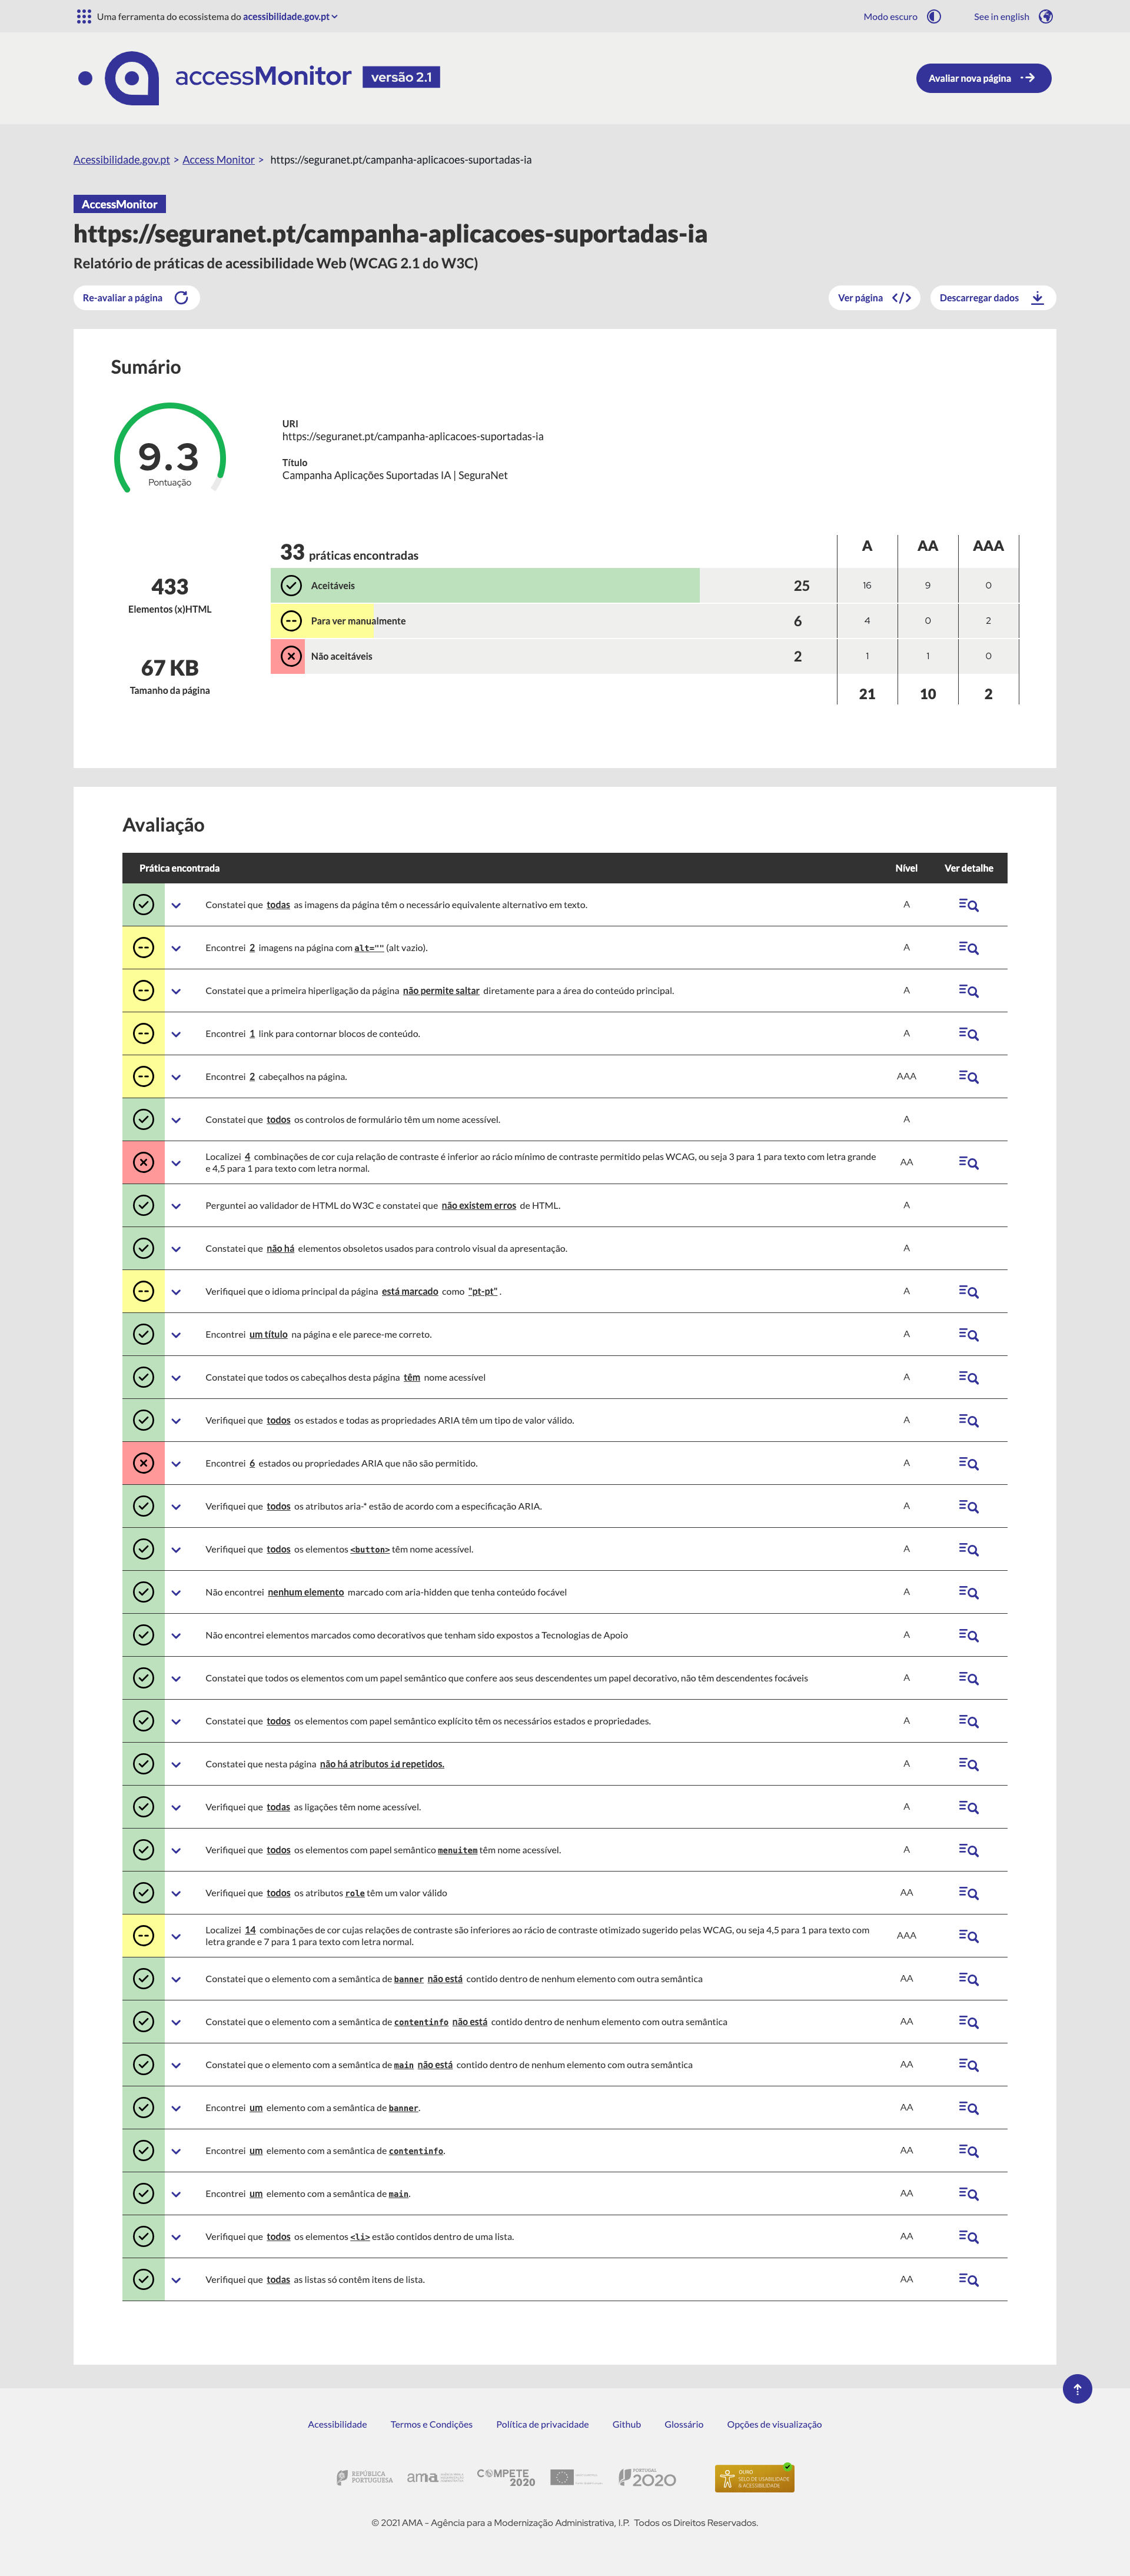 Uma ferramenta do ecossistema do acessibilidade.gov.pt
Modo escuro
See in english
accessMonitor versão 2.1
Avaliar nova página
Acessibilidade.gov.pt > Access Monitor > https://seguranet.pt/campanha-aplicacoes-suportadas-ia
AccessMonitor
https://seguranet.pt/campanha-aplicacoes-suportadas-ia
Relatório de práticas de acessibilidade Web (WCAG 2.1 do W3C)
Re-avaliar a página
Ver página
Descarregar dados
Sumário
9.3
Pontuação
URI
https://seguranet.pt/campanha-aplicacoes-suportadas-ia
Título
Campanha Aplicações Suportadas IA | SeguraNet
433
Elementos (x)HTML
67 KB
Tamanho da página
33 práticas encontradas A AA AAA
Aceitáveis 25 16 9 0
Para ver manualmente 6 4 0 2
Não aceitáveis 2 1 1 0
21 10 2
Avaliação
Prática encontrada Nível Ver detalhe
Constatei que todas as imagens da página têm o necessário equivalente alternativo em texto. A
Encontrei 2 imagens na página com alt="" (alt vazio). A
Constatei que a primeira hiperligação da página não permite saltar diretamente para a área do conteúdo principal. A
Encontrei 1 link para contornar blocos de conteúdo. A
Encontrei 2 cabeçalhos na página. AAA
Constatei que todos os controlos de formulário têm um nome acessível. A
Localizei 4 combinações de cor cuja relação de contraste é inferior ao rácio mínimo de contraste permitido pelas WCAG, ou seja 3 para 1 para texto com letra grande
e 4,5 para 1 para texto com letra normal. AA
Perguntei ao validador de HTML do W3C e constatei que não existem erros de HTML. A
Constatei que não há elementos obsoletos usados para controlo visual da apresentação. A
Verifiquei que o idioma principal da página está marcado como "pt-pt" . A
Encontrei um título na página e ele parece-me correto. A
Constatei que todos os cabeçalhos desta página têm nome acessível A
Verifiquei que todos os estados e todas as propriedades ARIA têm um tipo de valor válido. A
Encontrei 6 estados ou propriedades ARIA que não são permitido. A
Verifiquei que todos os atributos aria-* estão de acordo com a especificação ARIA. A
Verifiquei que todos os elementos <button> têm nome acessível. A
Não encontrei nenhum elemento marcado com aria-hidden que tenha conteúdo focável A
Não encontrei elementos marcados como decorativos que tenham sido expostos a Tecnologias de Apoio A
Constatei que todos os elementos com um papel semântico que confere aos seus descendentes um papel decorativo, não têm descendentes focáveis A
Constatei que todos os elementos com papel semântico explícito têm os necessários estados e propriedades. A
Constatei que nesta página não há atributos id repetidos. A
Verifiquei que todas as ligações têm nome acessível. A
Verifiquei que todos os elementos com papel semântico menuitem têm nome acessível. A
Verifiquei que todos os atributos role têm um valor válido AA
Localizei 14 combinações de cor cujas relações de contraste são inferiores ao rácio de contraste otimizado sugerido pelas WCAG, ou seja 4,5 para 1 para texto com
letra grande e 7 para 1 para texto com letra normal. AAA
Constatei que o elemento com a semântica de banner não está contido dentro de nenhum elemento com outra semântica AA
Constatei que o elemento com a semântica de contentinfo não está contido dentro de nenhum elemento com outra semântica AA
Constatei que o elemento com a semântica de main não está contido dentro de nenhum elemento com outra semântica AA
Encontrei um elemento com a semântica de banner. AA
Encontrei um elemento com a semântica de contentinfo. AA
Encontrei um elemento com a semântica de main. AA
Verifiquei que todos os elementos <li> estão contidos dentro de uma lista. AA
Verifiquei que todas as listas só contêm itens de lista. AA
Acessibilidade Termos e Condições Política de privacidade Github Glossário Opções de visualização
REPÚBLICA
PORTUGUESA
ama
COMPETE
2020
PORTUGAL
2020
OURO
SELO DE USABILIDADE
& ACESSIBILIDADE
© 2021 AMA - Agência para a Modernização Administrativa, I.P. Todos os Direitos Reservados.